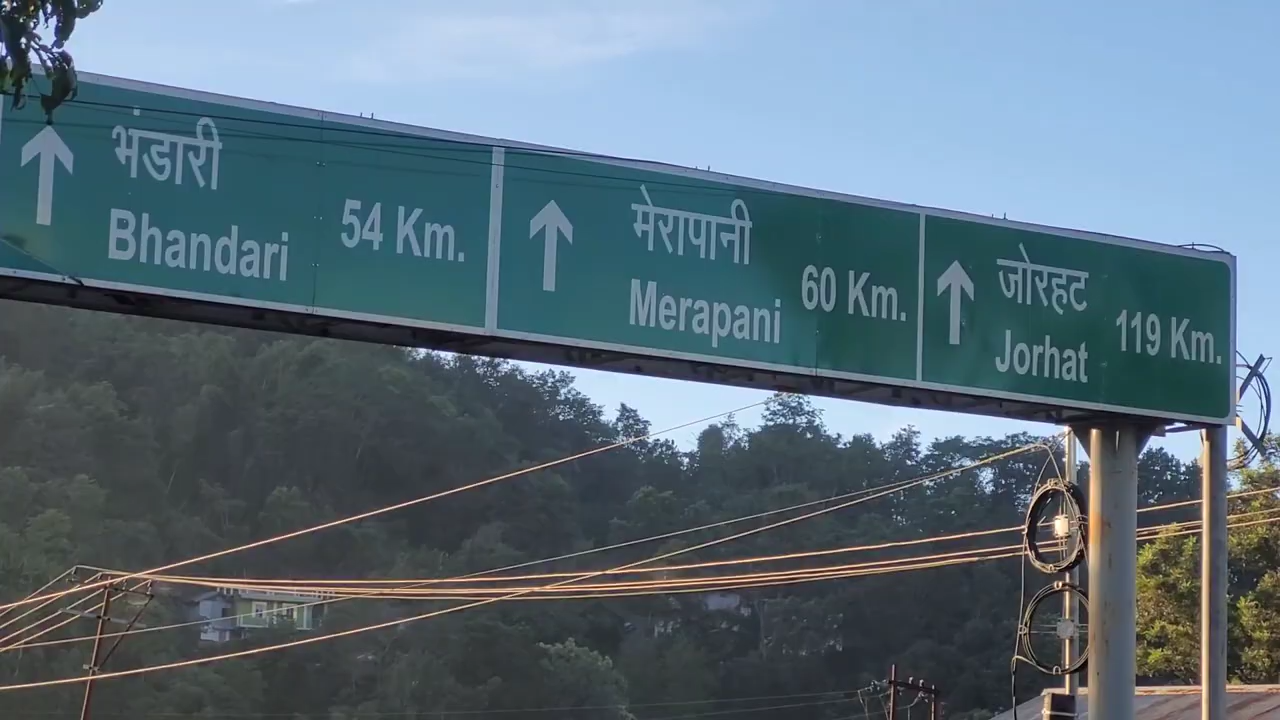 भंडारी
Bhandari
54 Km.
मेरापानी
Merapani
60 Km.
जोरहट
Jorhat
119 Km.